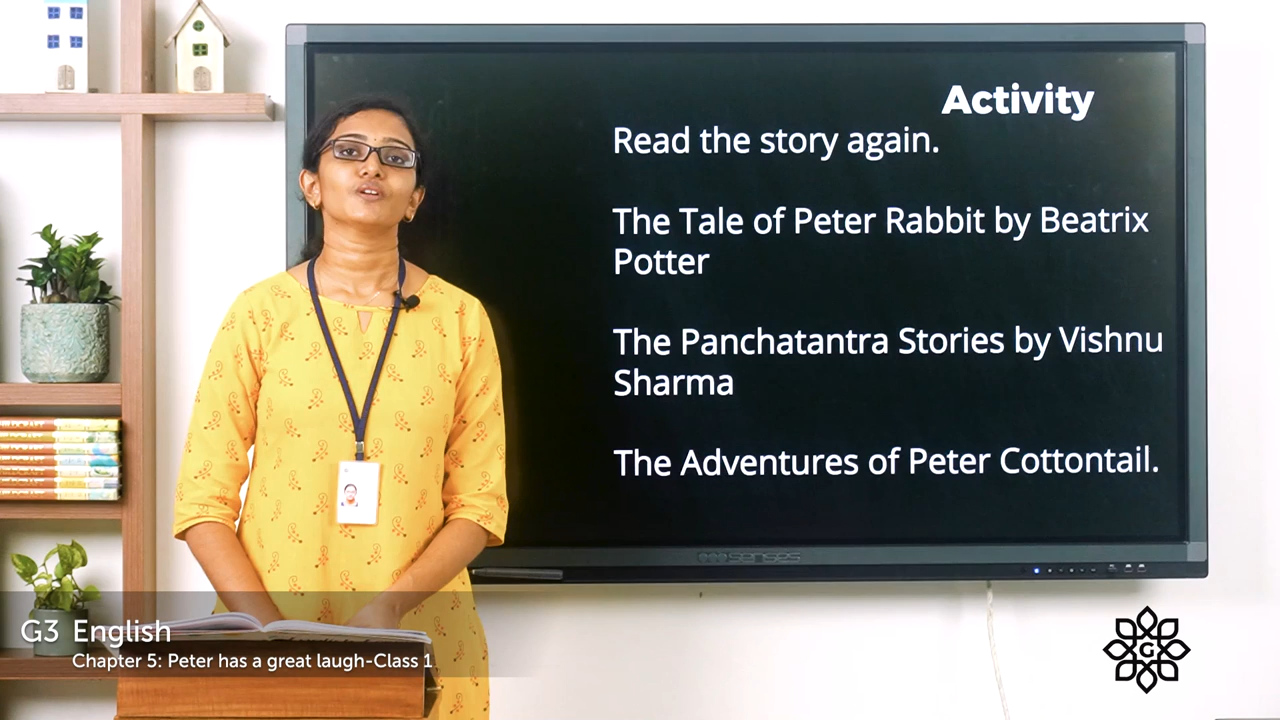 Activity
Read the story again.
The Tale of Peter Rabbit by Beatrix
Potter
The Panchatantra Stories by Vishnu
Sharma
The Adventures of Peter Cottontail.
G3 English
Chapter 5: Peter has a great laugh-Class 1
G